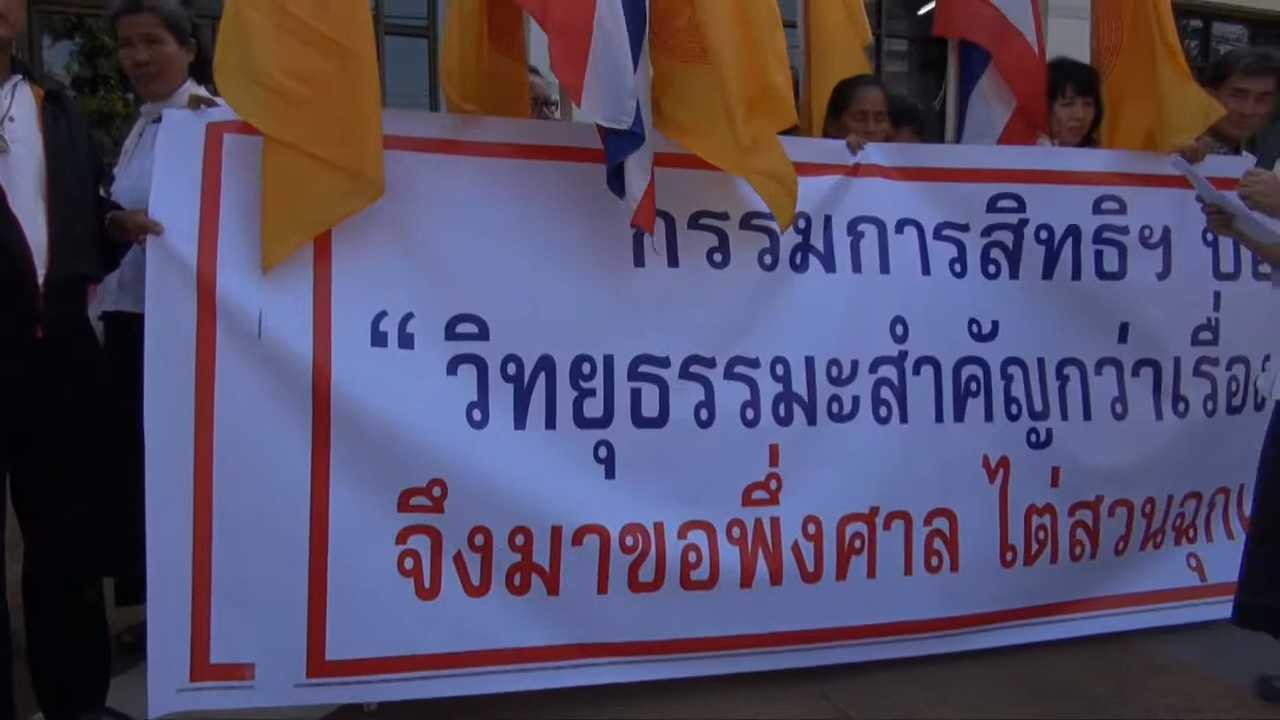 กรรมการสิทธิฯ
“วิทยุธรรมะสำคัญกว่าเรื่อง
จึงมาขอพึ่งศาล ไต่สวนฉุก